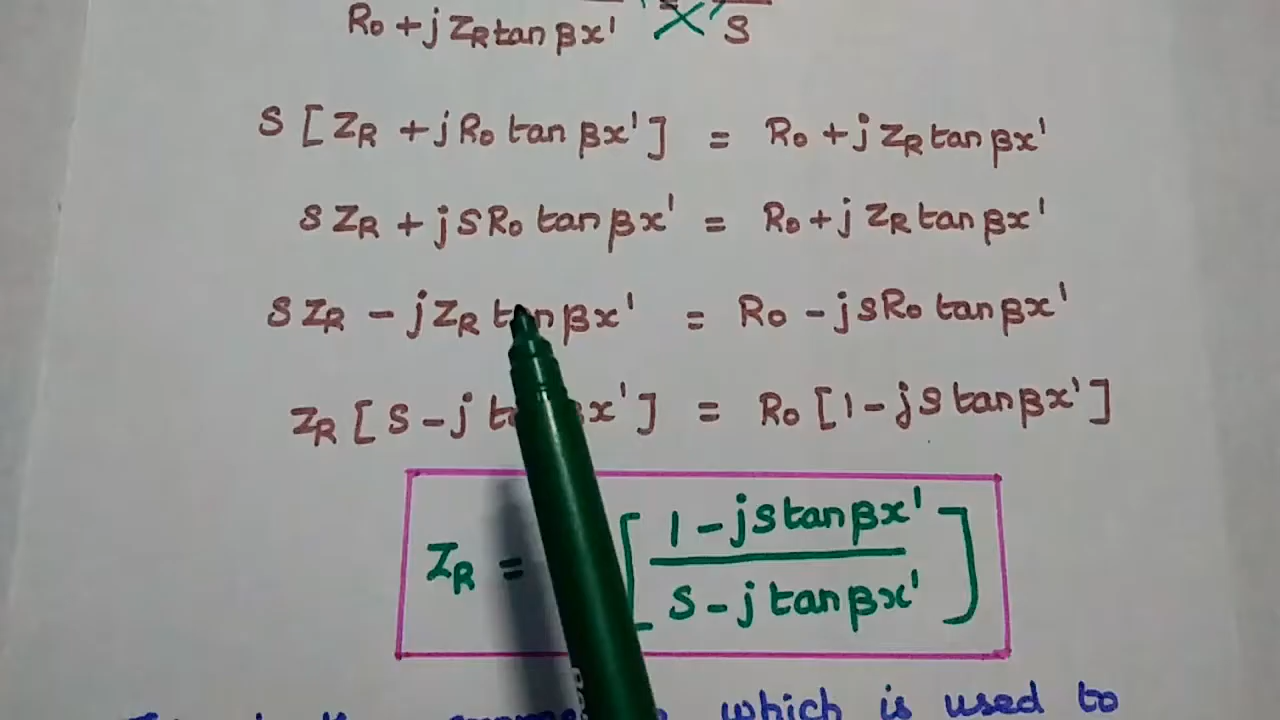 R₀ + j Z_R tan βx' S
S [Z_R + j R₀ tan βx'] = R₀ + j Z_R tan βx'
S Z_R + j S R₀ tan βx' = R₀ + j Z_R tan βx'
S Z_R - j Z_R tan βx' = R₀ - j S R₀ tan βx'
Z_R [S - j x'] = R₀ [1 - j S tan βx']
Z_R = [ 1 - j S tan βx' / S - j tan βx' ]
which is used to